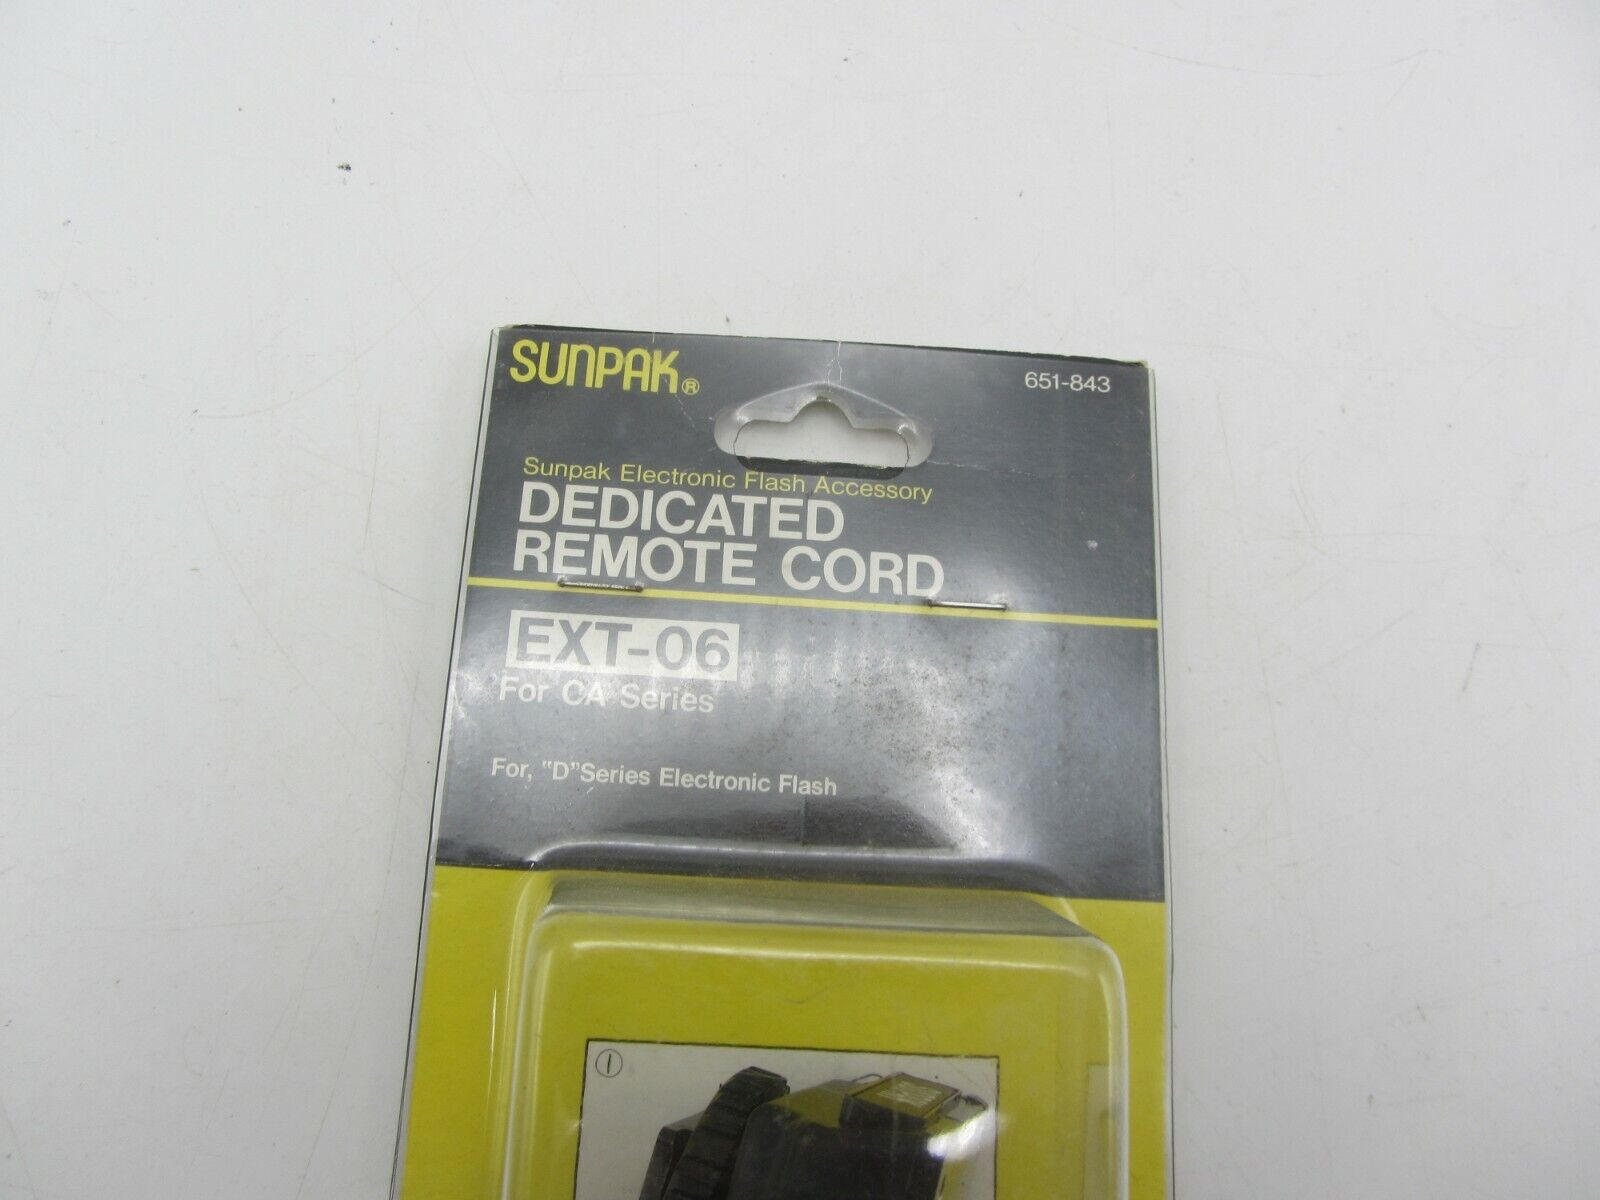 SUNPAK®
651-843
Sunpak Electronic Flash Accessory
DEDICATED
REMOTE CORD
EXT-06
For CA Series
For, "D"Series Electronic Flash
①